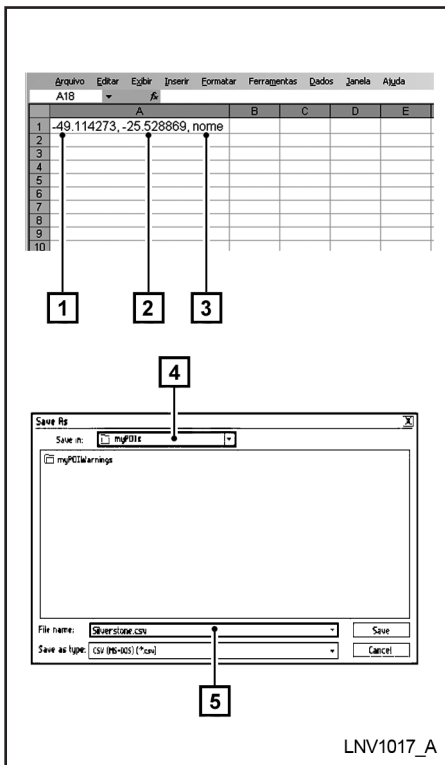 Arquivo Editar Exibir Inserir Formatar Ferramentas Dados Janela Ajuda
A18 fx
A B C D E
1 -49.114273, -25.528869, nome
2
3
4
5
6
7
8
9
10
1 2 3
4
Save As X
Save in: myPOIs
myPOIWarnings
File name: Silverstone.csv Save
Save as type: CSV (MS-DOS) (*.csv) Cancel
5
LNV1017_A